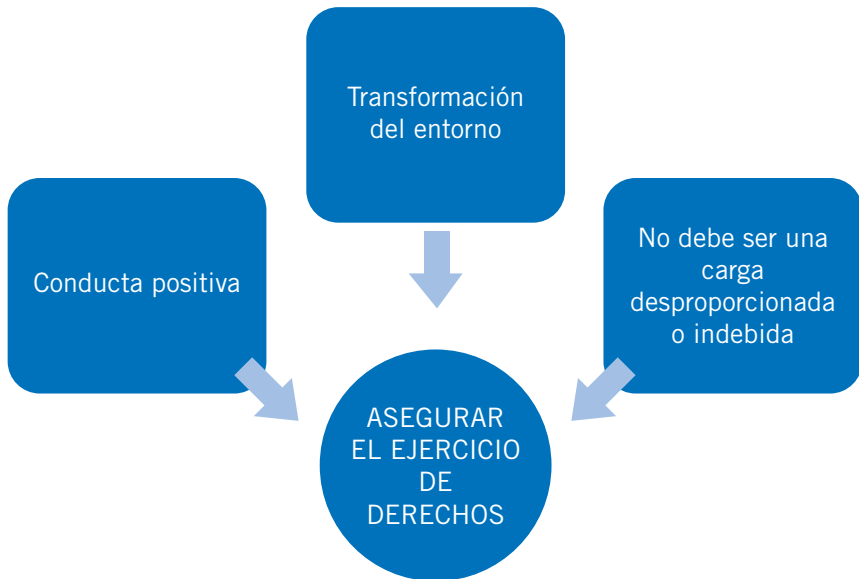 Transformación
del entorno
Conducta positiva
No debe ser una
carga
desproporcionada
o indebida
ASEGURAR
EL EJERCICIO
DE
DERECHOS